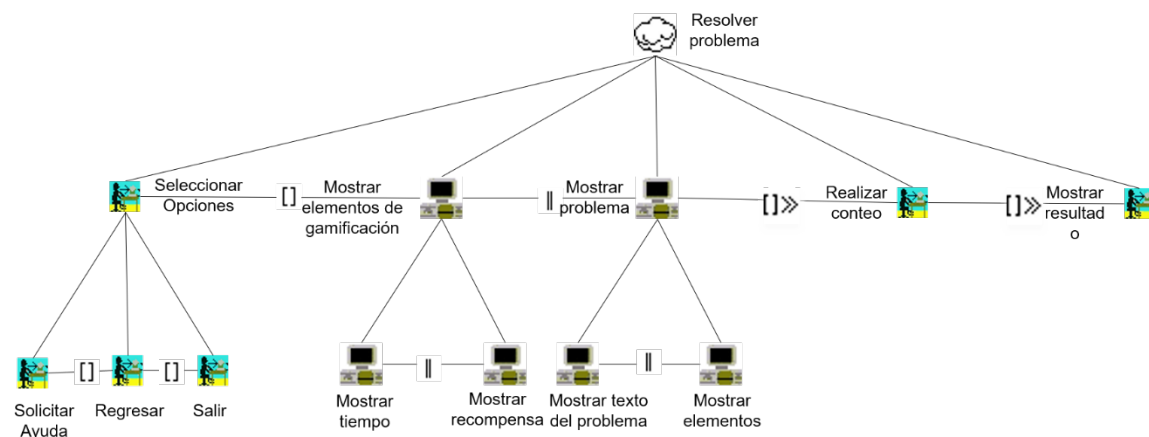 Resolver
problema
Seleccionar
Opciones
[]
Mostrar
elementos de
gamificación
||
Mostrar
problema
[]≫
Realizar
conteo
[]≫
Mostrar
resultad
o
[]
[]
||
||
Solicitar
Ayuda
Regresar
Salir
Mostrar
tiempo
Mostrar
recompensa
Mostrar texto
del problema
Mostrar
elementos